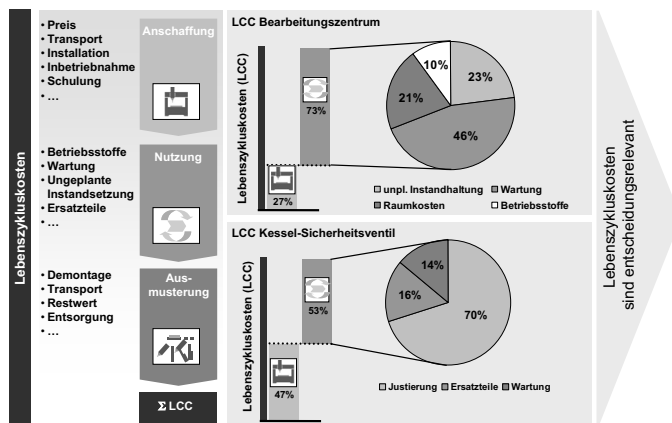 Lebenszykluskosten
• Preis
• Transport
• Installation
• Inbetriebnahme
• Schulung
• ...
Anschaffung
• Betriebsstoffe
• Wartung
• Ungeplante
Instandsetzung
• Ersatzteile
• ...
Nutzung
• Demontage
• Transport
• Restwert
• Entsorgung
• ...
Aus-
musterung
Σ LCC
LCC Bearbeitungszentrum
Lebenszykluskosten (LCC)
73%
27%
10%
23%
21%
46%
unpl. Instandhaltung
Wartung
Raumkosten
Betriebsstoffe
LCC Kessel-Sicherheitsventil
Lebenszykluskosten (LCC)
53%
47%
14%
16%
70%
Justierung
Ersatzteile
Wartung
Lebenszykluskosten
sind entscheidungsrelevant